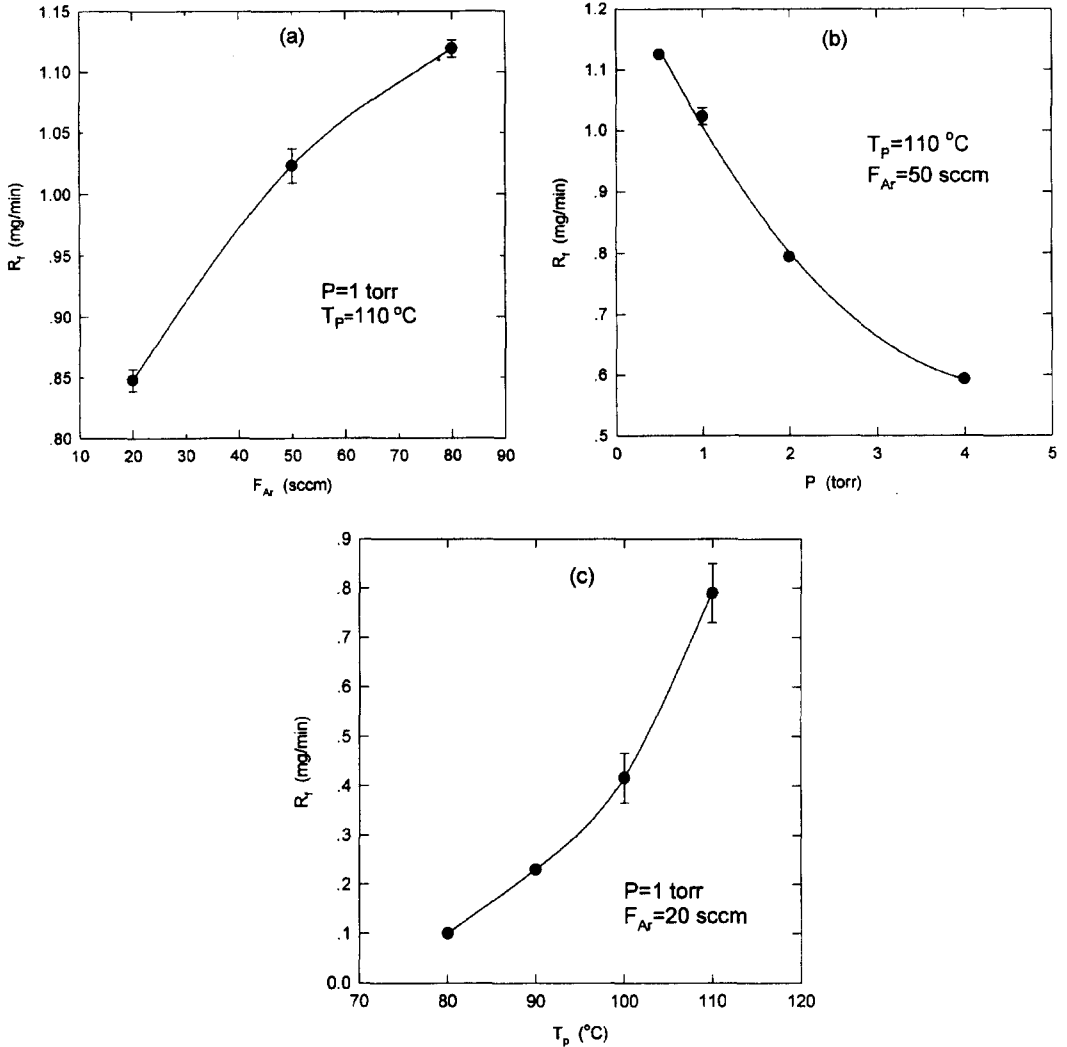 (a)
R_f (mg/min)
1.15
1.10
1.05
1.00
.95
.90
.85
.80
P=1 torr
T_P=110 °C
10 20 30 40 50 60 70 80 90
F_Ar (sccm)
(b)
R_f (mg/min)
1.2
1.1
1.0
.9
.8
.7
.6
.5
T_P=110 °C
F_Ar=50 sccm
0 1 2 3 4 5
P (torr)
(c)
R_f (mg/min)
.9
.8
.7
.6
.5
.4
.3
.2
.1
0.0
P=1 torr
F_Ar=20 sccm
70 80 90 100 110 120
T_p (°C)